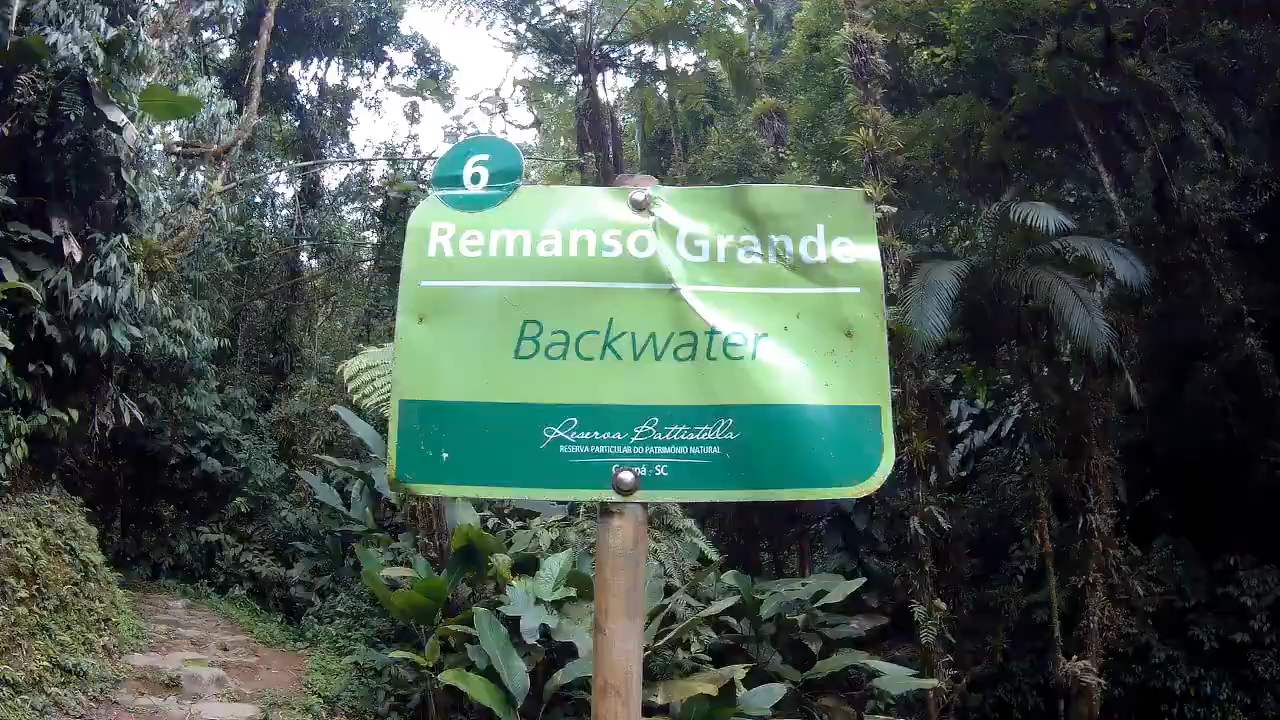 6
Remanso Grande
Backwater
Reserva Battistella
RESERVA PARTICULAR DO PATRIMÔNIO NATURAL
SC